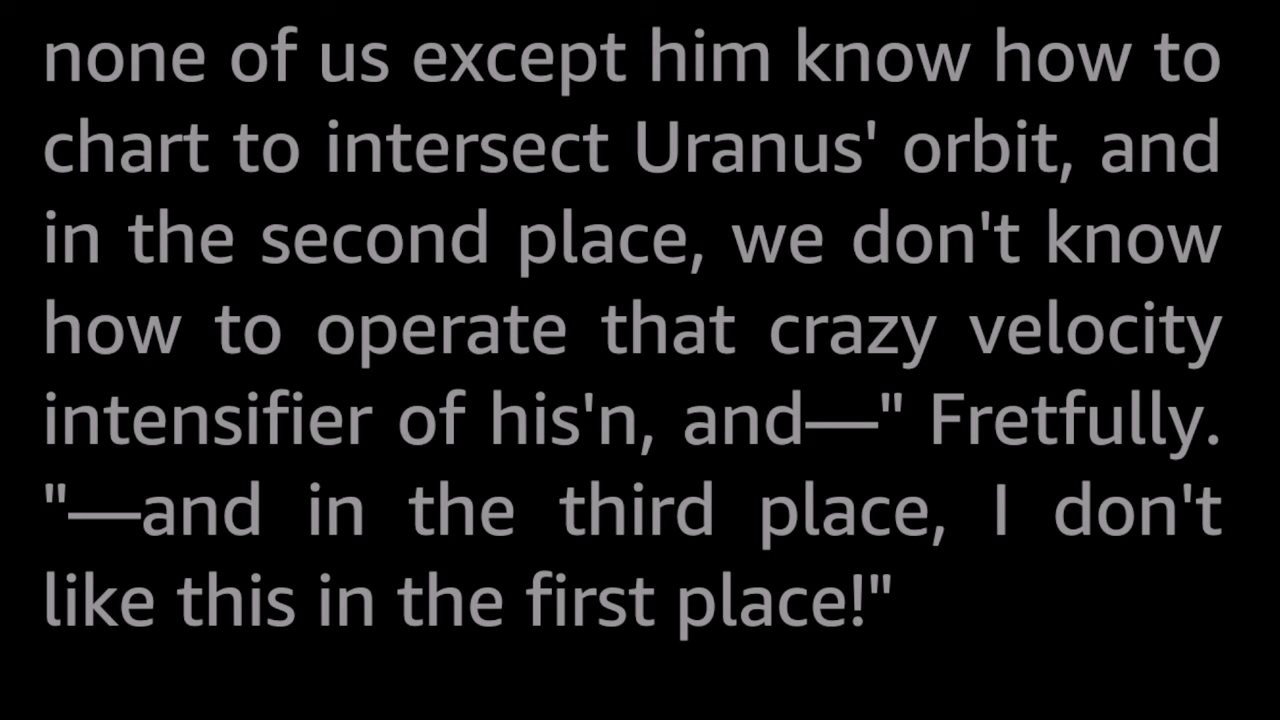 none of us except him know how to
chart to intersect Uranus' orbit, and
in the second place, we don't know
how to operate that crazy velocity
intensifier of his'n, and—" Fretfully.
"—and in the third place, I don't
like this in the first place!"